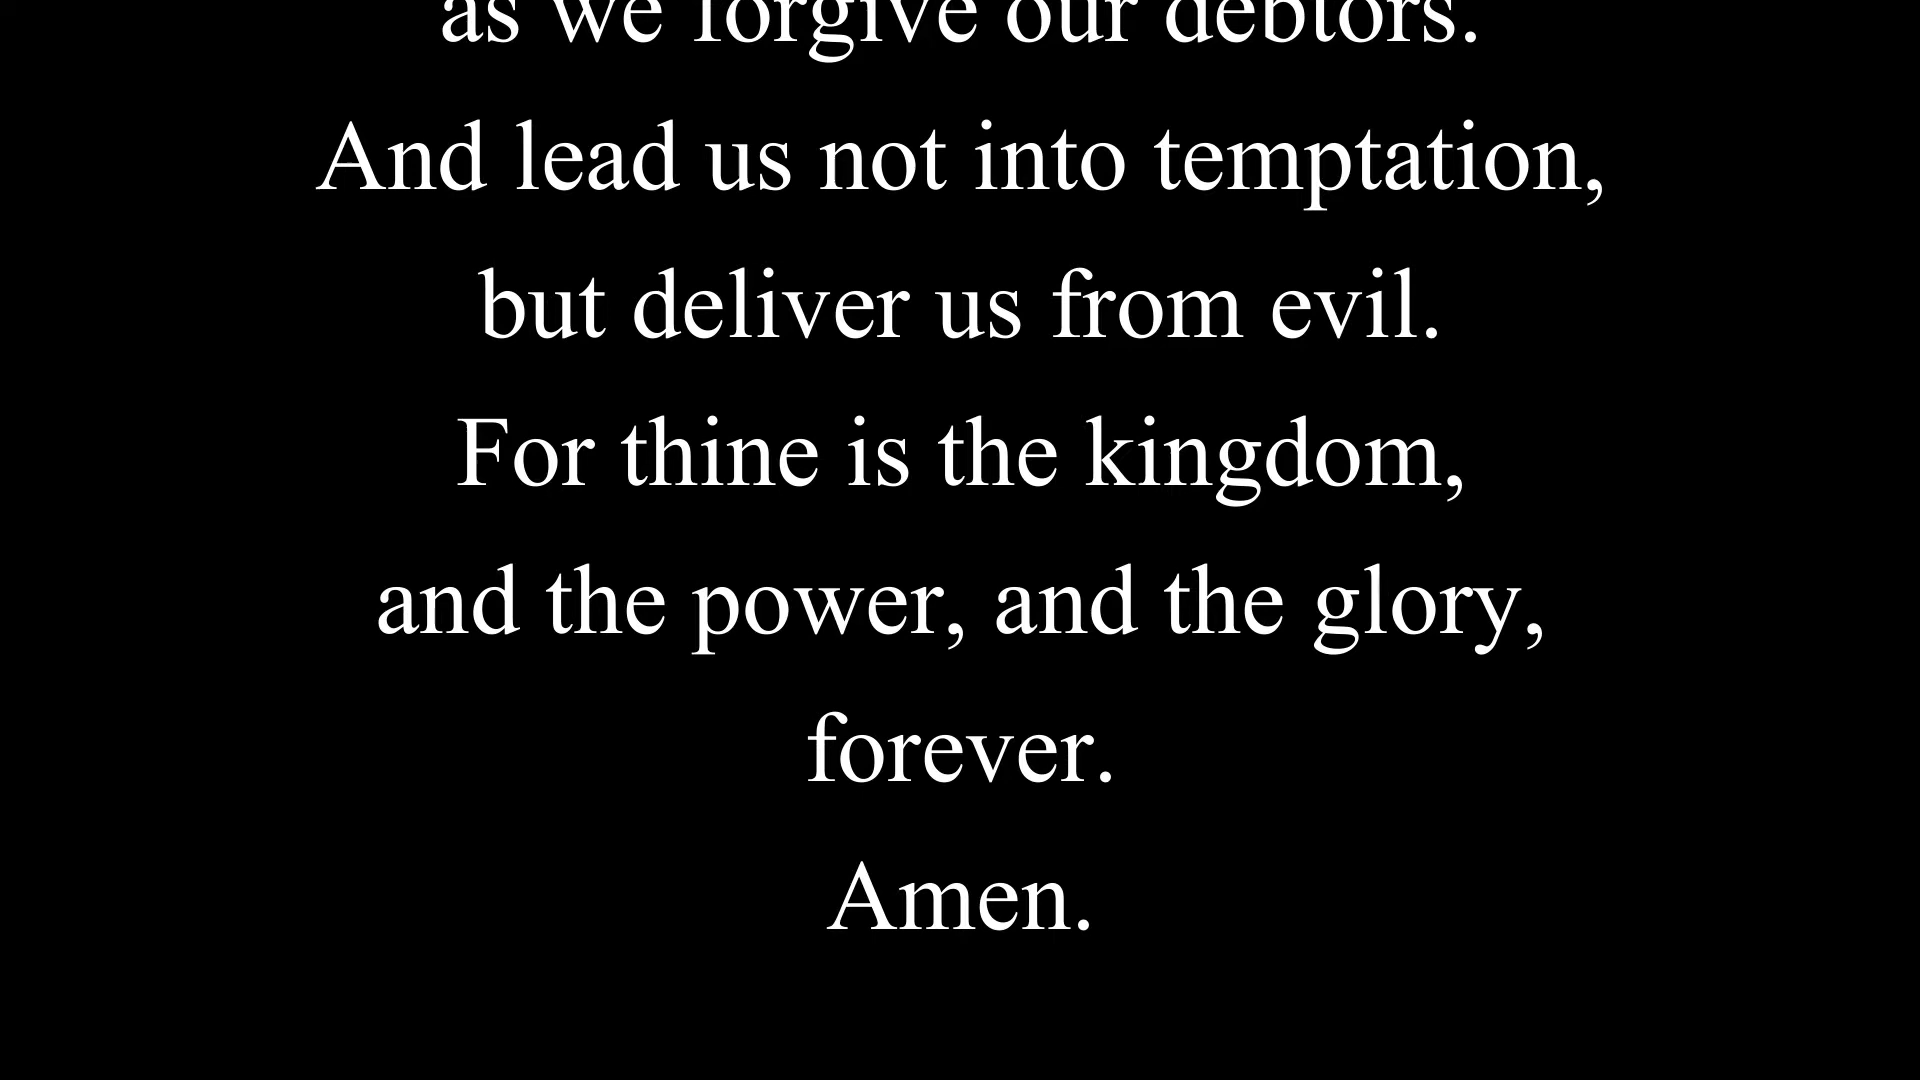 as we forgive our debtors.
And lead us not into temptation,
but deliver us from evil.
For thine is the kingdom,
and the power, and the glory,
forever.
Amen.